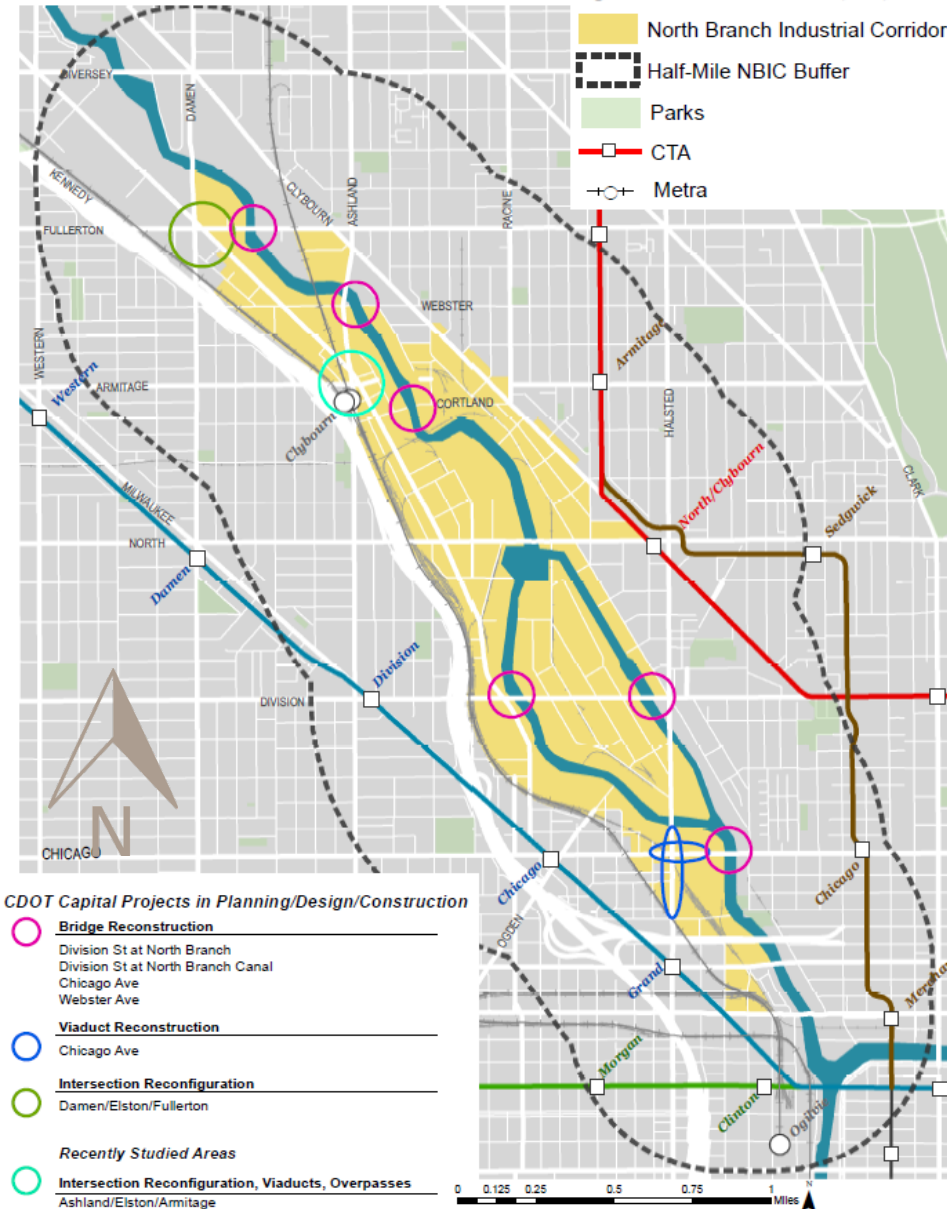 North Branch Industrial Corridor
Half-Mile NBIC Buffer
Parks
CTA
Metra
DIVERSEY
DAMEN
KENNEDY
CLYBOURN
ASHLAND
RACINE
FULLERTON
WEBSTER
WESTERN
Western
ARMITAGE
Armitage
CORTLAND
HALSTED
Clybourn
CLARK
North/Clybourn
Sedgwick
MILWAUKEE
NORTH
Damen
Division
DIVISION
N
CHICAGO
Chicago
Chicago
OGDEN
Grand
Morgan
Clinton
Ogilvie
CDOT Capital Projects in Planning/Design/Construction
Bridge Reconstruction
Division St at North Branch
Division St at North Branch Canal
Chicago Ave
Webster Ave
Viaduct Reconstruction
Chicago Ave
Intersection Reconfiguration
Damen/Elston/Fullerton
Recently Studied Areas
Intersection Reconfiguration, Viaducts, Overpasses
Ashland/Elston/Armitage
0 0.125 0.25 0.5 0.75 1
Miles
N